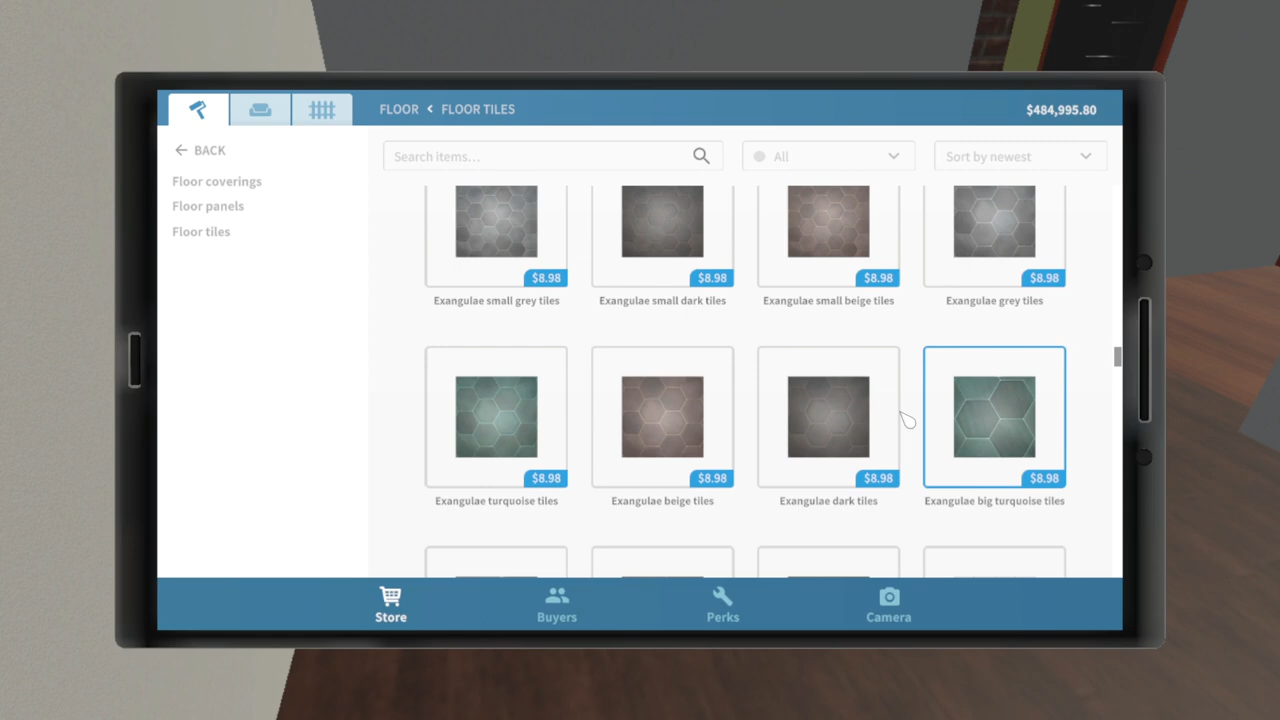 FLOOR < FLOOR TILES
$484,995.80
BACK
Floor coverings
Floor panels
Floor tiles
Search items...
All
Sort by newest
$8.98
$8.98
$8.98
$8.98
Exangulae small grey tiles
Exangulae small dark tiles
Exangulae small beige tiles
Exangulae grey tiles
$8.98
$8.98
$8.98
$8.98
Exangulae turquoise tiles
Exangulae beige tiles
Exangulae dark tiles
Exangulae big turquoise tiles
Store
Buyers
Perks
Camera